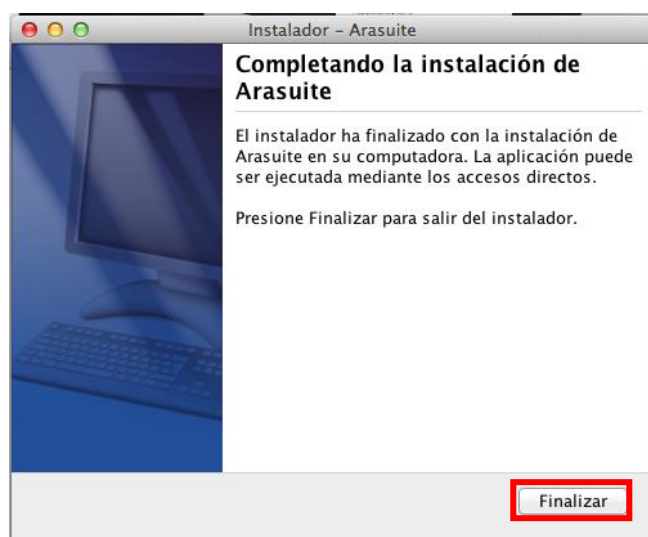 Instalador – Arasuite
Completando la instalación de
Arasuite
El instalador ha finalizado con la instalación de
Arasuite en su computadora. La aplicación puede
ser ejecutada mediante los accesos directos.
Presione Finalizar para salir del instalador.
Finalizar